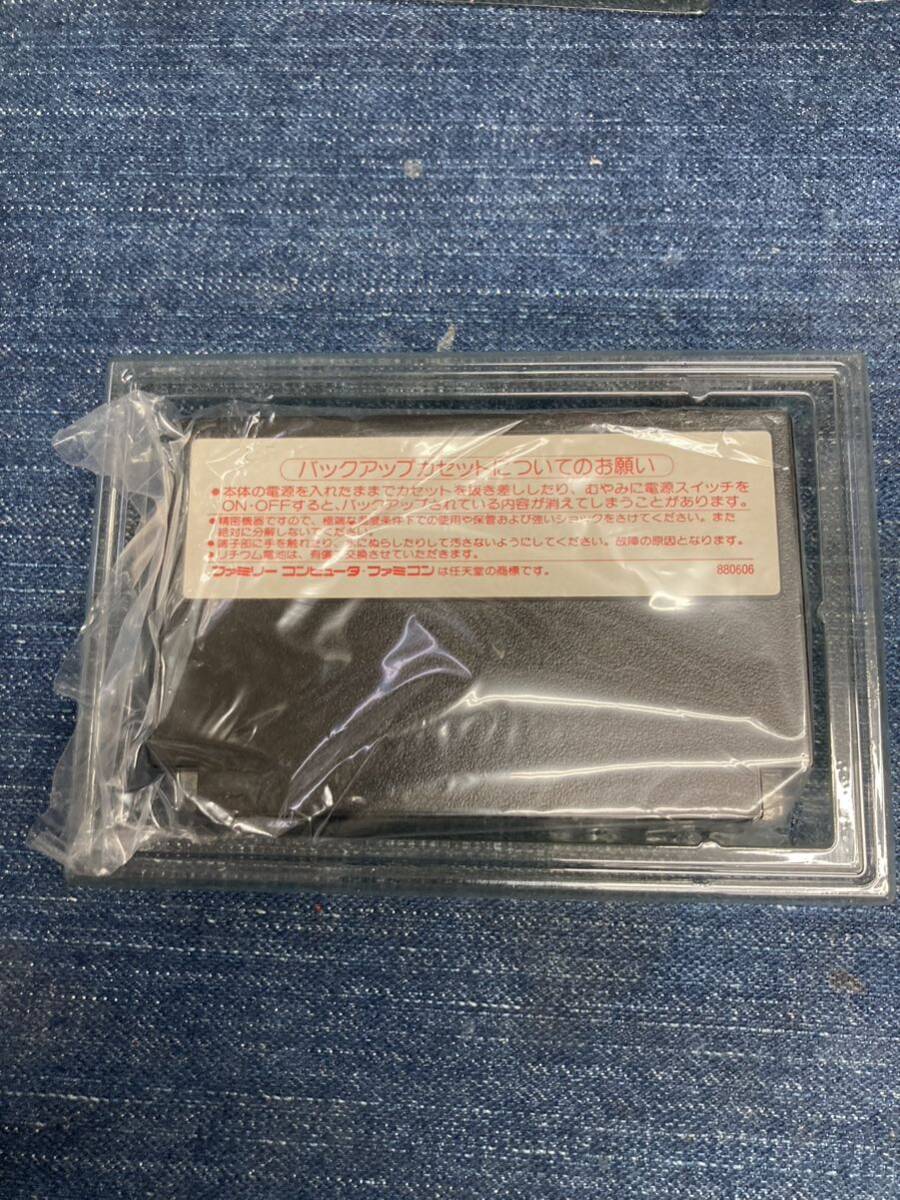 バックアップカセットについてのお願い
●本体の電源を入れたままでカセットを抜き差ししたり、むやみに電源スイッチを
ON・OFFすると、バックアップされている内容が消えてしまうことがあります。
●精密機器ですので、極端な温度条件下での使用や保管および強いショックをさけてください。また
絶対に分解しないでください。
●端子部に手を触れたり、水にぬらしたりして汚さないようにしてください。故障の原因となります。
●リチウム電池は、有償で交換させていただきます。
ファミリー コンピュータ・ファミコンは任天堂の商標です。
880606